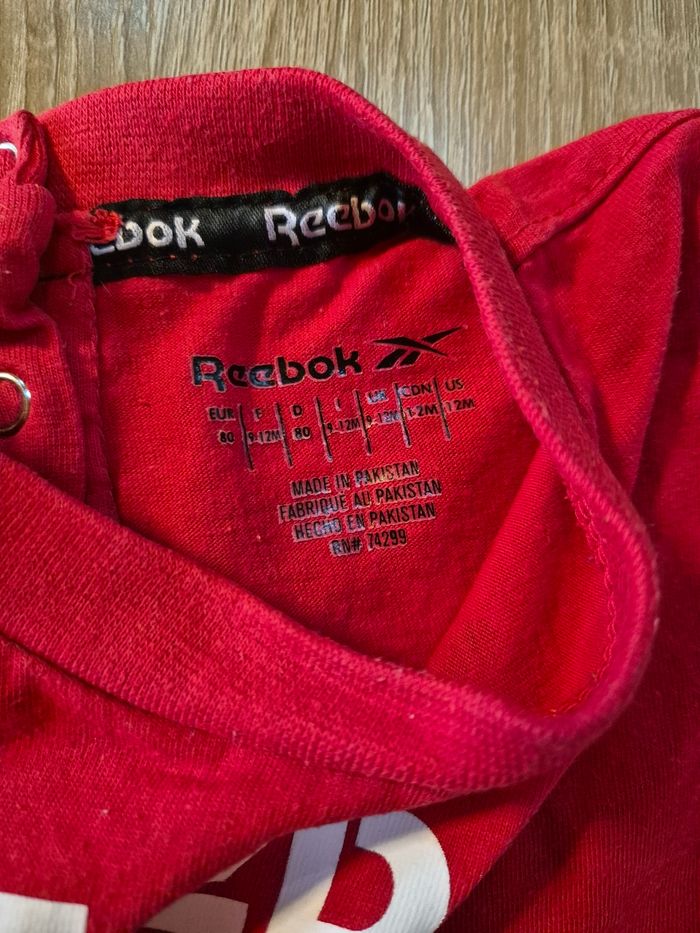 ebok Reebok
Reebok
EUR F D I UK CDN US
80 9-12M 80 9-12M 9-12M 12M 12M
MADE IN PAKISTAN
FABRIQUE AU PAKISTAN
HECHO EN PAKISTAN
RN# 74299